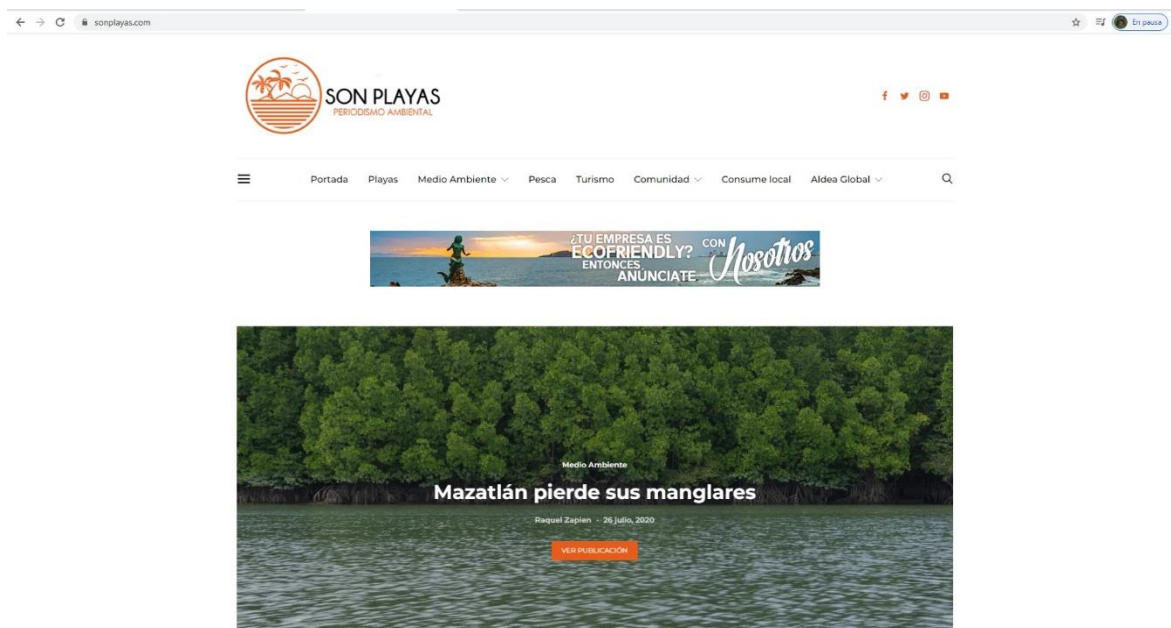 sonplayas.com
En pausa
SON PLAYAS
PERIODISMO AMBIENTAL
Portada Playas Medio Ambiente Pesca Turismo Comunidad Consume local Aldea Global
¿TU EMPRESA ES
ECOFRIENDLY?
ENTONCES
ANUNCIATE
CON
Nosotros
Medio Ambiente
Mazatlán pierde sus manglares
Raquel Zapien - 26 julio, 2020
VER PUBLICACIÓN